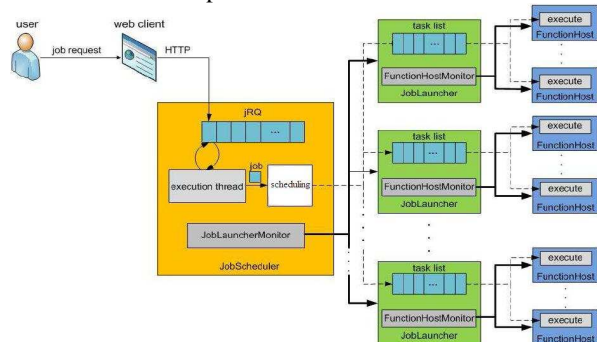 user
web client
job request
HTTP
jRQ
...
execution thread
job
scheduling
JobLauncherMonitor
JobScheduler
task list
...
FunctionHostMonitor
JobLauncher
task list
...
FunctionHostMonitor
JobLauncher
task list
...
FunctionHostMonitor
JobLauncher
execute
FunctionHost
execute
FunctionHost
execute
FunctionHost
execute
FunctionHost
execute
FunctionHost
execute
FunctionHost